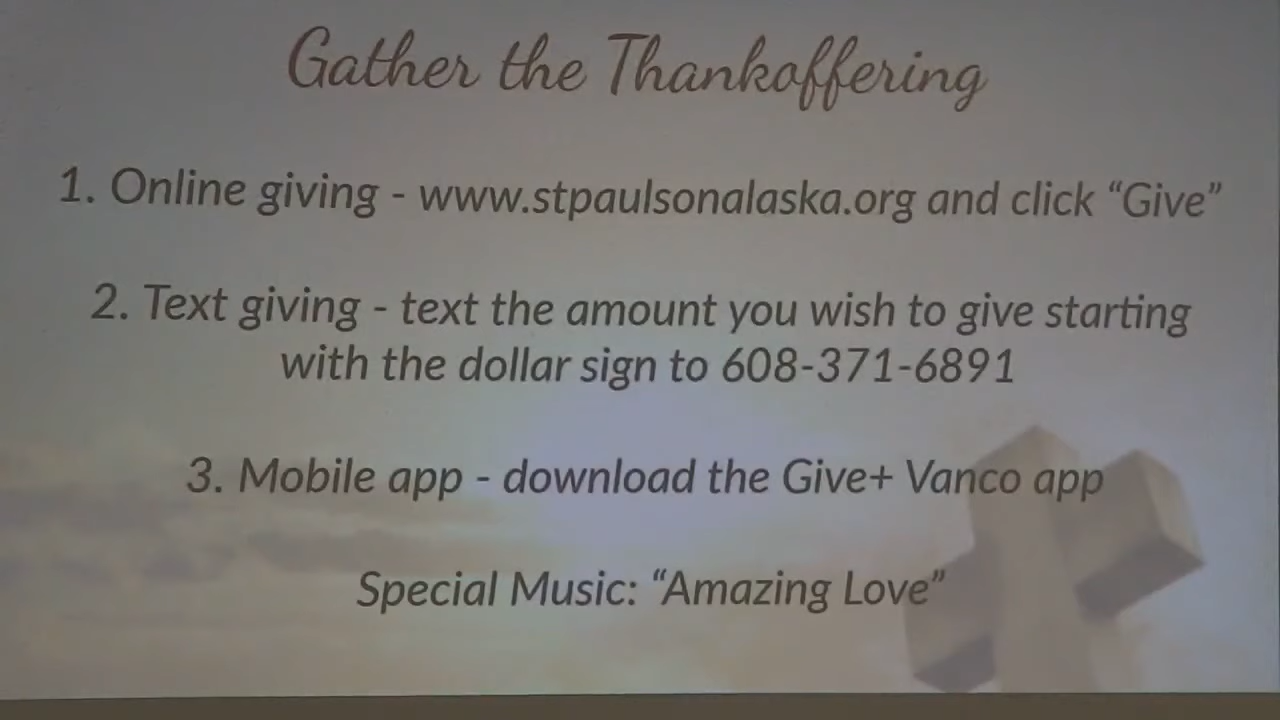 Gather the Thankoffering
1. Online giving - www.stpaulsonalaska.org and click “Give”
2. Text giving - text the amount you wish to give starting
with the dollar sign to 608-371-6891
3. Mobile app - download the Give+ Vanco app
Special Music: “Amazing Love”